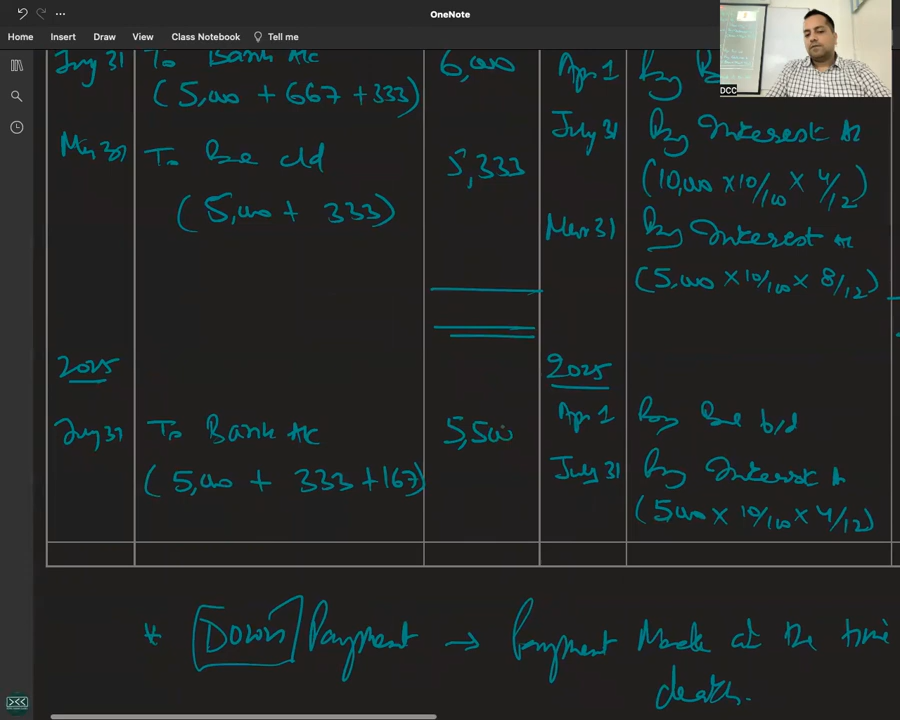 OneNote
Home Insert Draw View Class Notebook Tell me
DCC
July 31 To Bank A/c 6,000 Apr 1 By B
(5,000 + 667 + 333)
Mar 31 To Bal c/d 5,333 July 31 By Interest A/c
(5,000 + 333) (10,000 × 10/100 × 4/12)
Mar 31 By Interest A/c
(5,000 × 10/100 × 8/12)
2025 2025
July 31 To Bank A/c 5,500 Apr 1 By Bal b/d
(5,000 + 333 + 167) July 31 By Interest A
(5,000 × 10/100 × 4/12)
* Down Payment → Payment Made at the time
death.